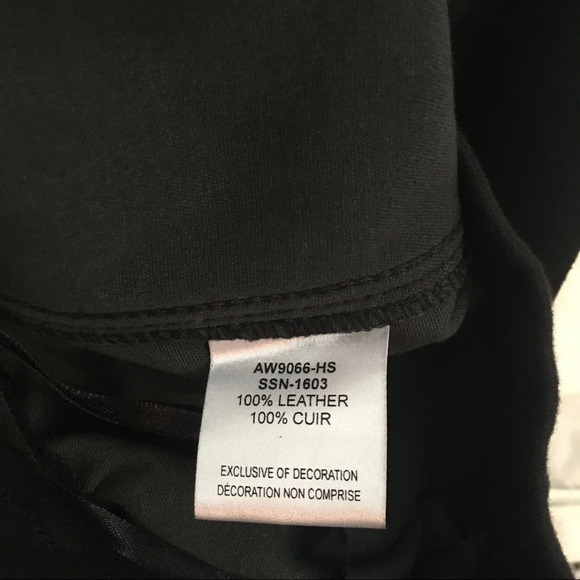 AW9066-HS
SSN-1603
100% LEATHER
100% CUIR
EXCLUSIVE OF DECORATION
DÉCORATION NON COMPRISE